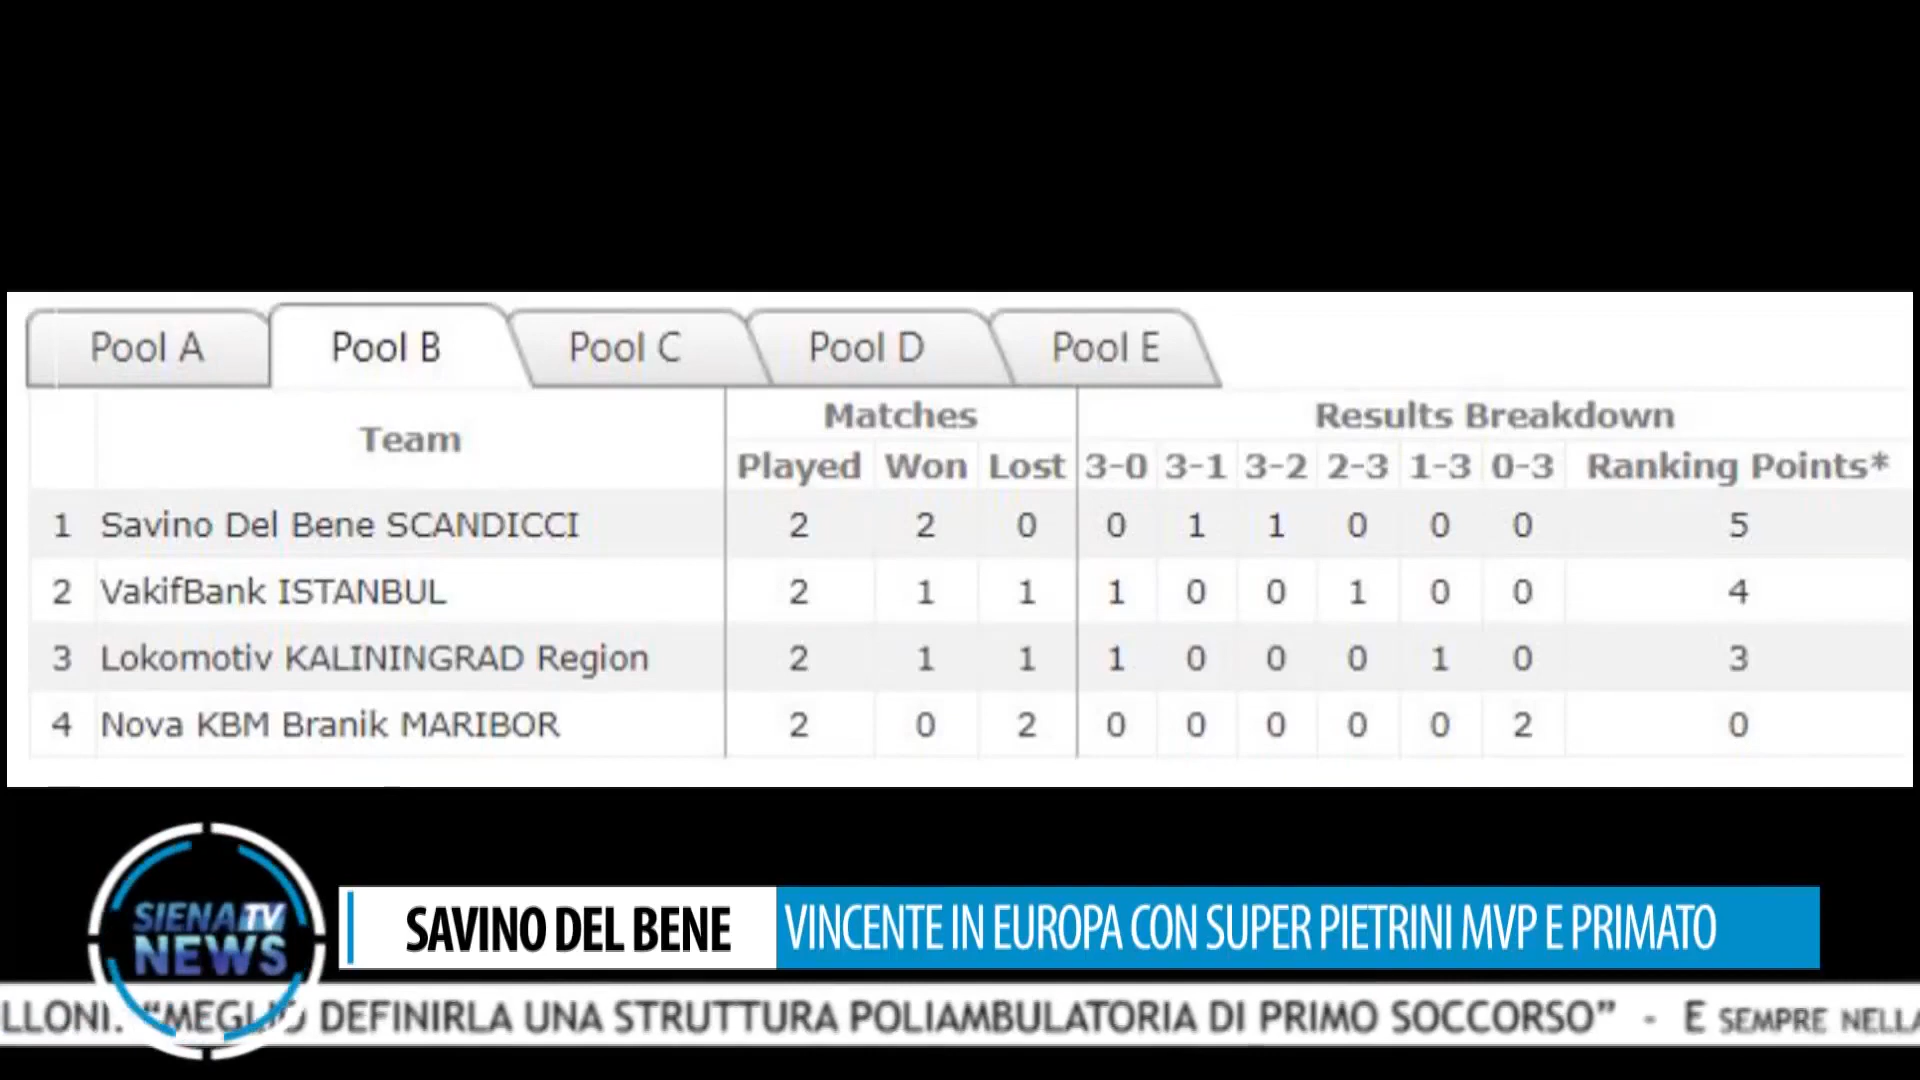 Pool A Pool B Pool C Pool D Pool E
Team Matches Results Breakdown
Played Won Lost 3-0 3-1 3-2 2-3 1-3 0-3 Ranking Points*
1 Savino Del Bene SCANDICCI 2 2 0 0 1 1 0 0 0 5
2 VakifBank ISTANBUL 2 1 1 1 0 0 1 0 0 4
3 Lokomotiv KALININGRAD Region 2 1 1 1 0 0 0 1 0 3
4 Nova KBM Branik MARIBOR 2 0 2 0 0 0 0 0 2 0
SIENA TV
NEWS
SAVINO DEL BENE VINCENTE IN EUROPA CON SUPER PIETRINI MVP E PRIMATO
LLONI. “MEGLIO DEFINIRLA UNA STRUTTURA POLIAMBULATORIA DI PRIMO SOCCORSO” - E SEMPRE NELLA